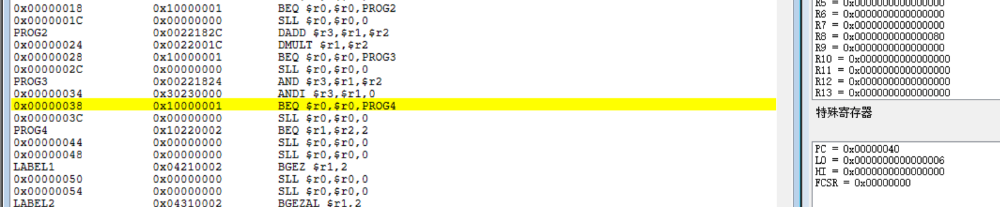 0x00000018 0x10000001 BEQ $r0,$r0,PROG2
0x0000001C 0x00000000 SLL $r0,$r0,0
PROG2 0x0022182C DADD $r3,$r1,$r2
0x00000024 0x0022001C DMULT $r1,$r2
0x00000028 0x10000001 BEQ $r0,$r0,PROG3
0x0000002C 0x00000000 SLL $r0,$r0,0
PROG3 0x00221824 AND $r3,$r1,$r2
0x00000034 0x30230000 ANDI $r3,$r1,0
0x00000038 0x10000001 BEQ $r0,$r0,PROG4
0x0000003C 0x00000000 SLL $r0,$r0,0
PROG4 0x10220002 BEQ $r1,$r2,2
0x00000044 0x00000000 SLL $r0,$r0,0
0x00000048 0x00000000 SLL $r0,$r0,0
LABEL1 0x04210002 BGEZ $r1,2
0x00000050 0x00000000 SLL $r0,$r0,0
0x00000054 0x00000000 SLL $r0,$r0,0
LABEL2 0x04310002 BGEZAL $r1,2
R5 = 0x0000000000000000
R6 = 0x0000000000000000
R7 = 0x0000000000000000
R8 = 0x0000000000000080
R9 = 0x0000000000000000
R10 = 0x0000000000000000
R11 = 0x0000000000000000
R12 = 0x0000000000000000
R13 = 0x0000000000000000
特殊寄存器
PC = 0x00000040
LO = 0x0000000000000006
HI = 0x0000000000000000
FCSR = 0x00000000